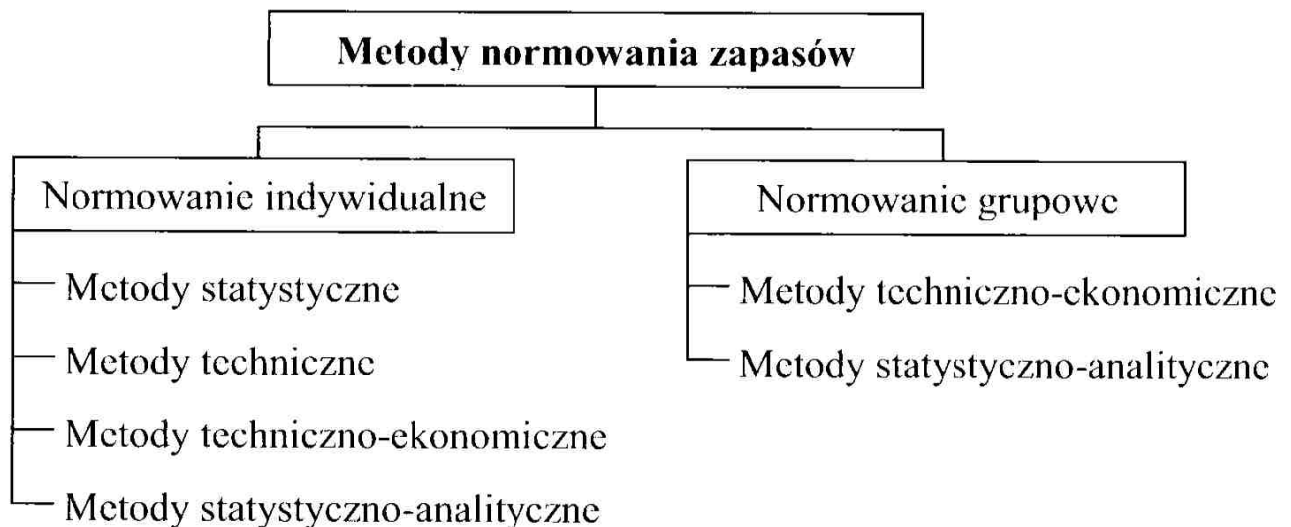 Metody normowania zapasów
Normowanie indywidualne
Metody statystyczne
Metody techniczne
Metody techniczno-ekonomiczne
Metody statystyczno-analityczne
Normowanie grupowe
Metody techniczno-ekonomiczne
Metody statystyczno-analityczne